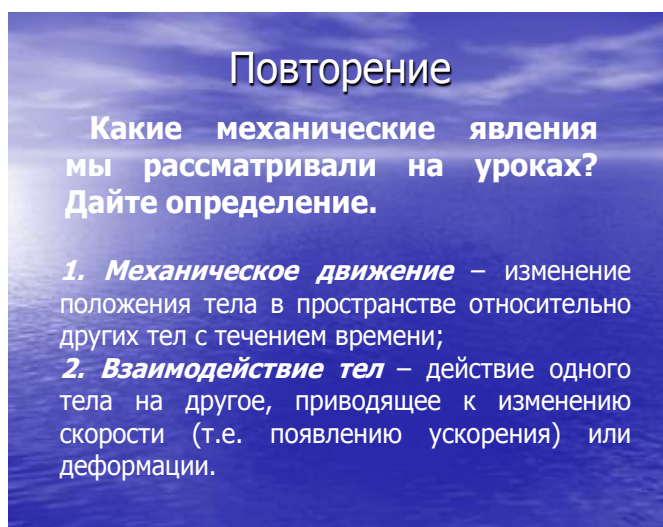 Повторение
Какие механические явления
мы рассматривали на уроках?
Дайте определение.
1. Механическое движение – изменение
положения тела в пространстве относительно
других тел с течением времени;
2. Взаимодействие тел – действие одного
тела на другое, приводящее к изменению
скорости (т.е. появлению ускорения) или
деформации.